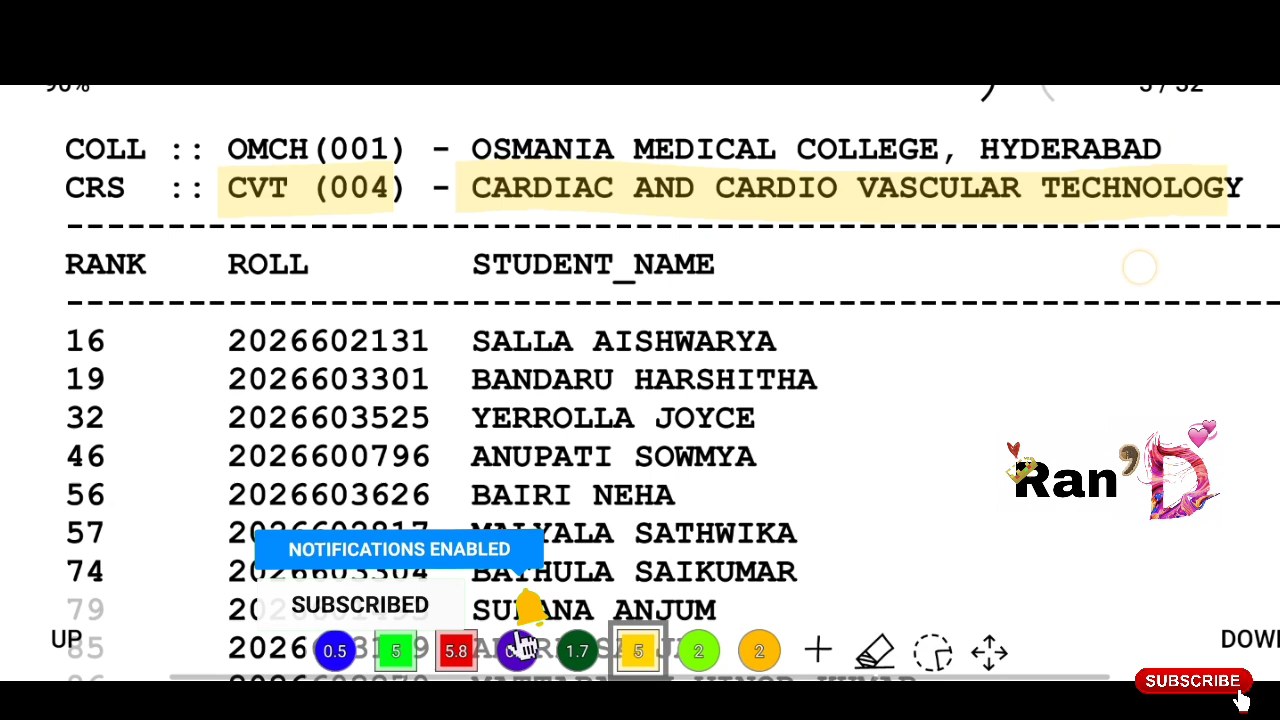 COLL :: OMCH(001) - OSMANIA MEDICAL COLLEGE, HYDERABAD
CRS :: CVT (004) - CARDIAC AND CARDIO VASCULAR TECHNOLOGY
RANK ROLL STUDENT_NAME
16 2026602131 SALLA AISHWARYA
19 2026603301 BANDARU HARSHITHA
32 2026603525 YERROLLA JOYCE
46 2026600796 ANUPATI SOWMYA
56 2026603626 BAIRI NEHA
57 SATHWIKA
NOTIFICATIONS ENABLED
74 SAIKUMAR
SUBSCRIBED
79 ANJUM
85
UP
0.5 5 5.8 1.7 5 2 2
Ran'D
SUBSCRIBE